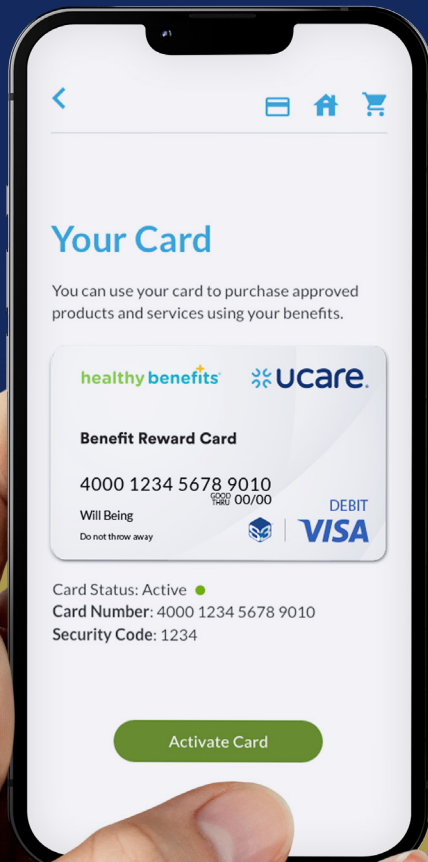 Your Card
You can use your card to purchase approved
products and services using your benefits.
healthy benefits ucare.
Benefit Reward Card
4000 1234 5678 9010
GOOD THRU 00/00
Will Being
DEBIT
Do not throw away
VISA
Card Status: Active
Card Number: 4000 1234 5678 9010
Security Code: 1234
Activate Card